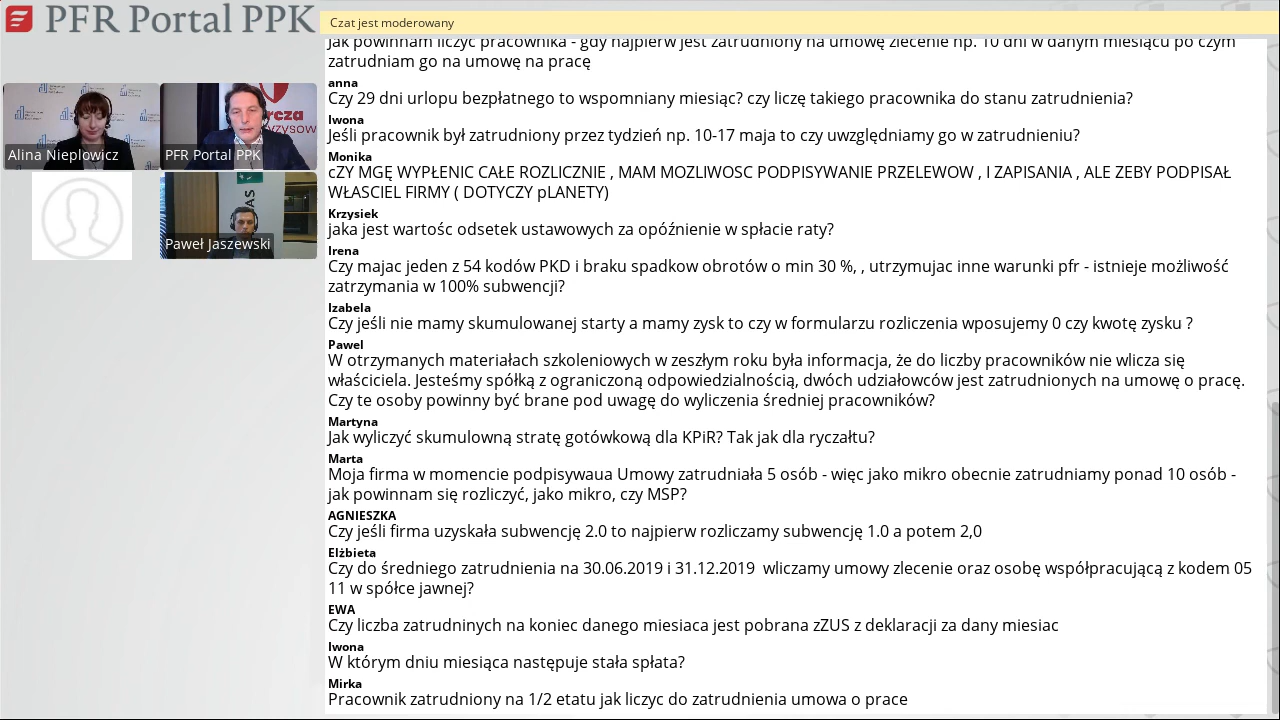 PFR Portal PPK
Czat jest moderowany
Jak powinnam liczyć pracownika - gdy najpierw jest zatrudniony na umowę zlecenie np. 10 dni w danym miesiącu po czym
zatrudniam go na umowę na pracę
anna
Czy 29 dni urlopu bezpłatnego to wspomniany miesiąc? czy liczę takiego pracownika do stanu zatrudnienia?
Iwona
Jeśli pracownik był zatrudniony przez tydzień np. 10-17 maja to czy uwzględniamy go w zatrudnieniu?
Monika
cZY MGĘ WYPŁENIC CAŁE ROZLICZNIE , MAM MOZLIWOSC PODPISYWANIE PRZELEWOW , I ZAPISANIA , ALE ZEBY PODPISAŁ
WŁASCIEL FIRMY ( DOTYCZY pLANETY)
Krzysiek
jaka jest wartośc odsetek ustawowych za opóźnienie w spłacie raty?
Irena
Czy majac jeden z 54 kodów PKD i braku spadkow obrotów o min 30 %, , utrzymujac inne warunki pfr - istnieje możliwość
zatrzymania w 100% subwencji?
Izabela
Czy jeśli nie mamy skumulowanej starty a mamy zysk to czy w formularzu rozliczenia wposujemy 0 czy kwotę zysku ?
Pawel
W otrzymanych materiałach szkoleniowych w zeszłym roku była informacja, że do liczby pracowników nie wlicza się
właściciela. Jesteśmy spółką z ograniczoną odpowiedzialnością, dwóch udziałowców jest zatrudnionych na umowę o pracę.
Czy te osoby powinny być brane pod uwagę do wyliczenia średniej pracowników?
Martyna
Jak wyliczyć skumulowną stratę gotówkową dla KPiR? Tak jak dla ryczałtu?
Marta
Moja firma w momencie podpisywaua Umowy zatrudniała 5 osób - więc jako mikro obecnie zatrudniamy ponad 10 osób -
jak powinnam się rozliczyć, jako mikro, czy MSP?
AGNIESZKA
Czy jeśli firma uzyskała subwencję 2.0 to najpierw rozliczamy subwencję 1.0 a potem 2,0
Elżbieta
Czy do średniego zatrudnienia na 30.06.2019 i 31.12.2019  wliczamy umowy zlecenie oraz osobę współpracującą z kodem 05
11 w spółce jawnej?
EWA
Czy liczba zatrudninych na koniec danego miesiaca jest pobrana zZUS z deklaracji za dany miesiac
Iwona
W którym dniu miesiąca następuje stała spłata?
Mirka
Pracownik zatrudniony na 1/2 etatu jak liczyc do zatrudnienia umowa o prace
Alina Nieplowicz
PFR Portal PPK
Paweł Jaszewski